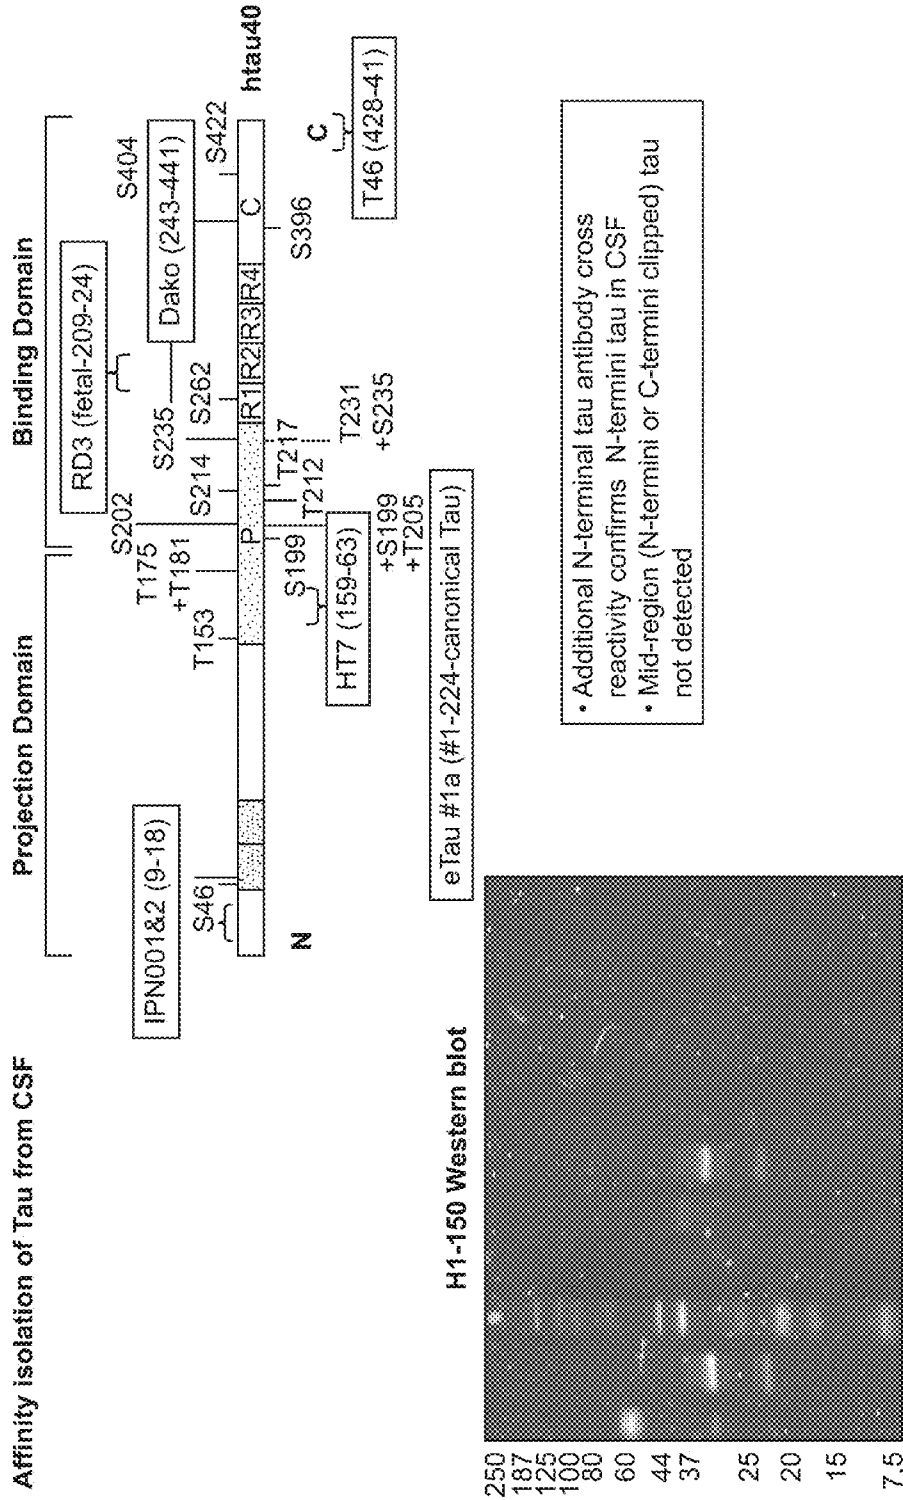 Affinity isolation of Tau from CSF
Projection Domain
Binding Domain
IPN001&2 (9-18)
RD3 (fetal-209-24)
Dako (243-441)
S46
T153
T175
+T181
S202
S214
S235
S262
S404
S422
P
R1
R2
R3
R4
C
htau40
N
S199
T212
T217
S396
C
HT7 (159-63)
+S199
+T205
T231
+S235
T46 (428-41)
eTau #1a (#1-224-canonical Tau)
H1-150 Western blot
250
187
125
100
80
60
44
37
25
20
15
7.5
• Additional N-terminal tau antibody cross
reactivity confirms N-termini tau in CSF
• Mid-region (N-termini or C-termini clipped) tau
not detected